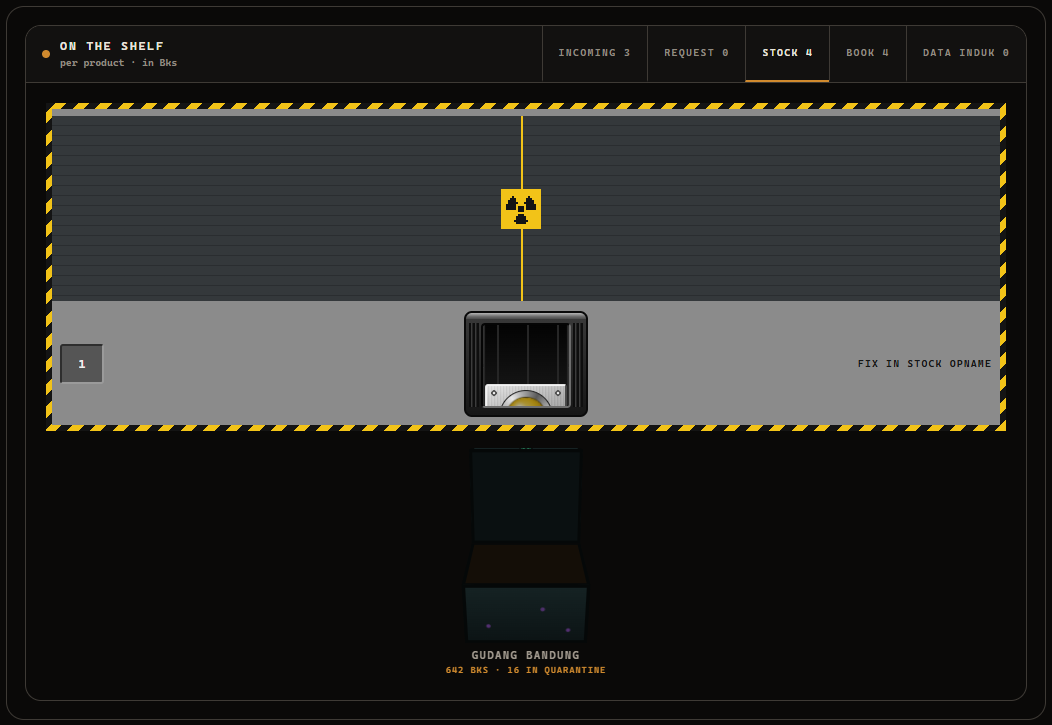 ON THE SHELF
per product · in Bks
INCOMING 3
REQUEST 0
STOCK 4
BOOK 4
DATA INDUK 0
1
FIX IN STOCK OPNAME
GUDANG BANDUNG
642 BKS · 16 IN QUARANTINE